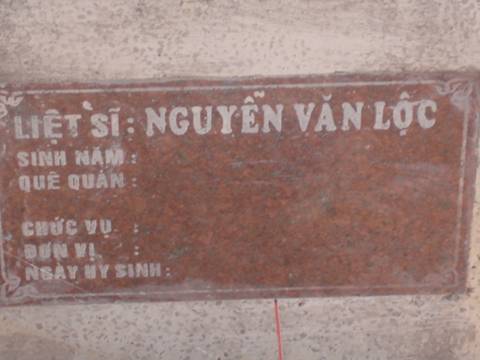 LIỆT SĨ: NGUYỄN VĂN LỘC
SINH NĂM :
QUÊ QUÁN :
CHỨC VỤ :
ĐƠN VỊ :
NGÀY HY SINH :